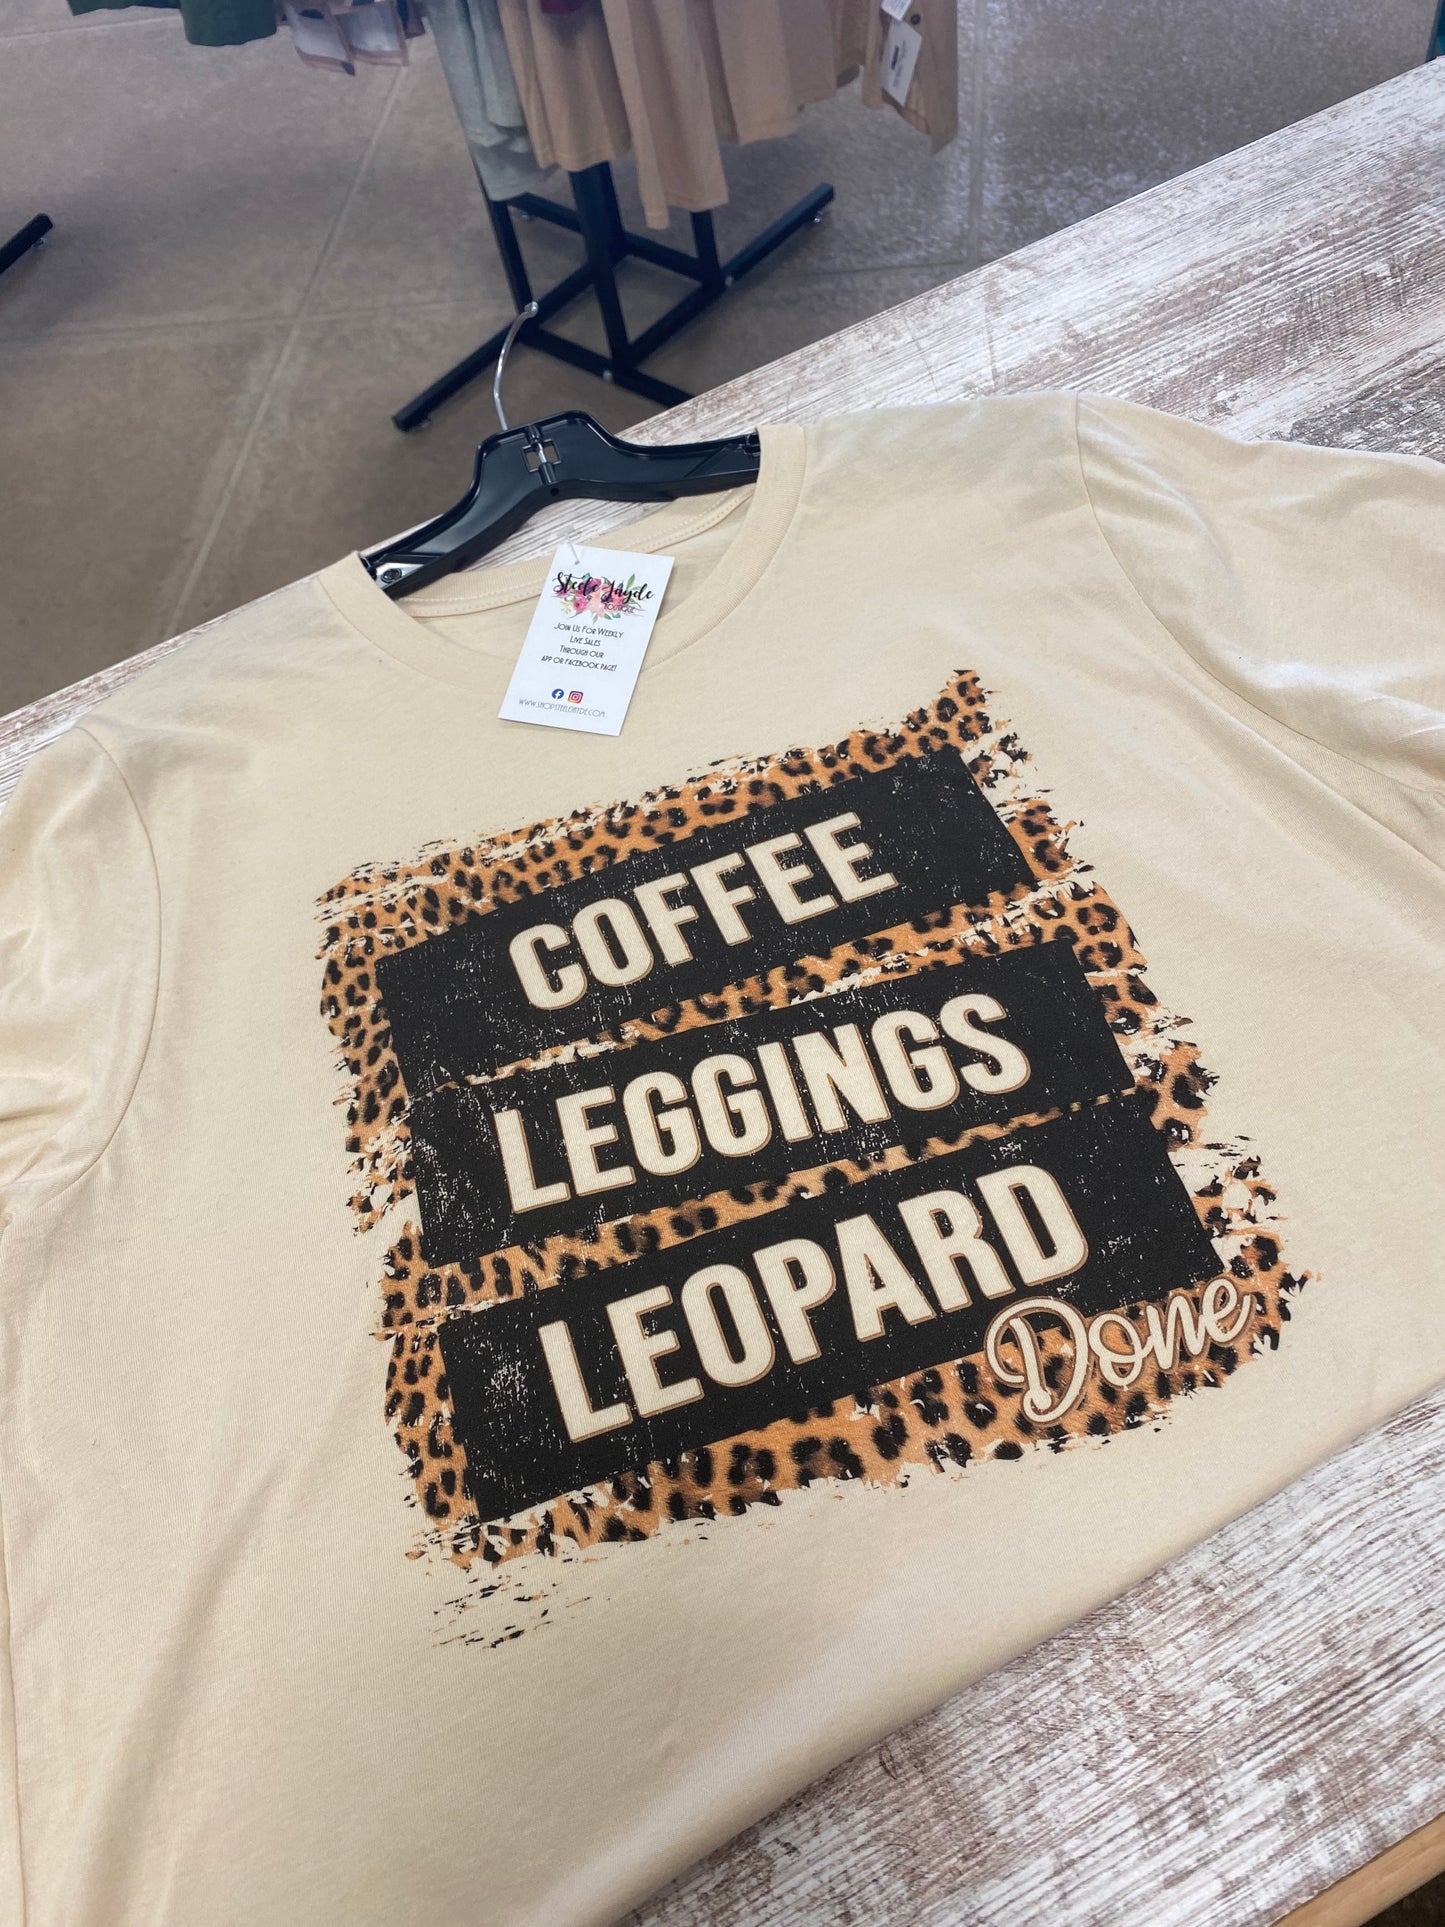 Steele Jayde
BOUTIQUE
JOIN US FOR WEEKLY
LIVE SALES
THROUGH OUR
APP OR FACEBOOK PAGE!
WWW.SHOPSTEELEJAYDE.COM
COFFEE
LEGGINGS
LEOPARD
Done